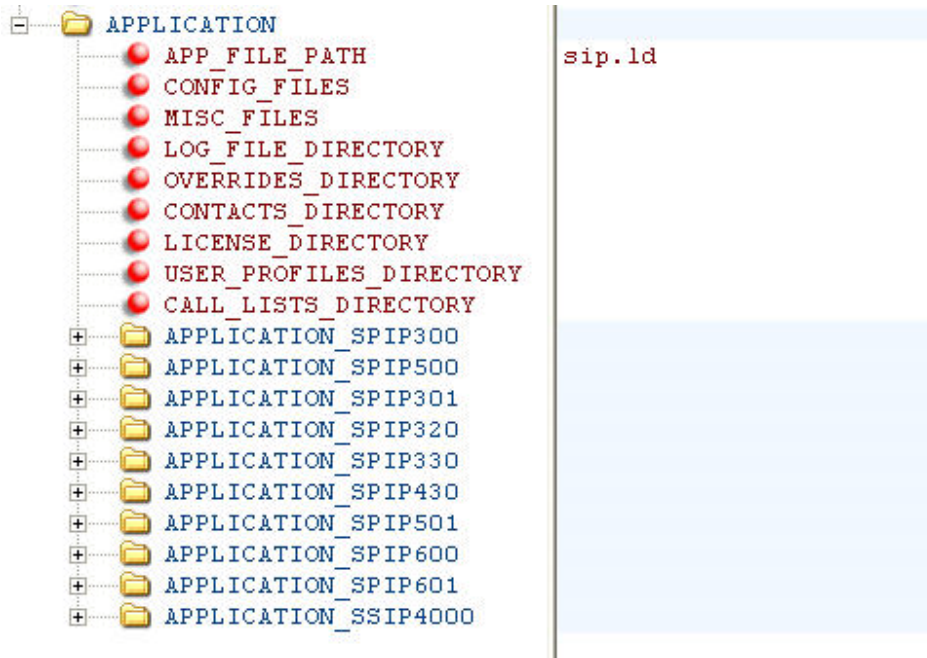 APPLICATION
APP_FILE_PATH sip.ld
CONFIG_FILES
MISC_FILES
LOG_FILE_DIRECTORY
OVERRIDES_DIRECTORY
CONTACTS_DIRECTORY
LICENSE_DIRECTORY
USER_PROFILES_DIRECTORY
CALL_LISTS_DIRECTORY
APPLICATION_SPIP300
APPLICATION_SPIP500
APPLICATION_SPIP301
APPLICATION_SPIP320
APPLICATION_SPIP330
APPLICATION_SPIP430
APPLICATION_SPIP501
APPLICATION_SPIP600
APPLICATION_SPIP601
APPLICATION_SSIP4000